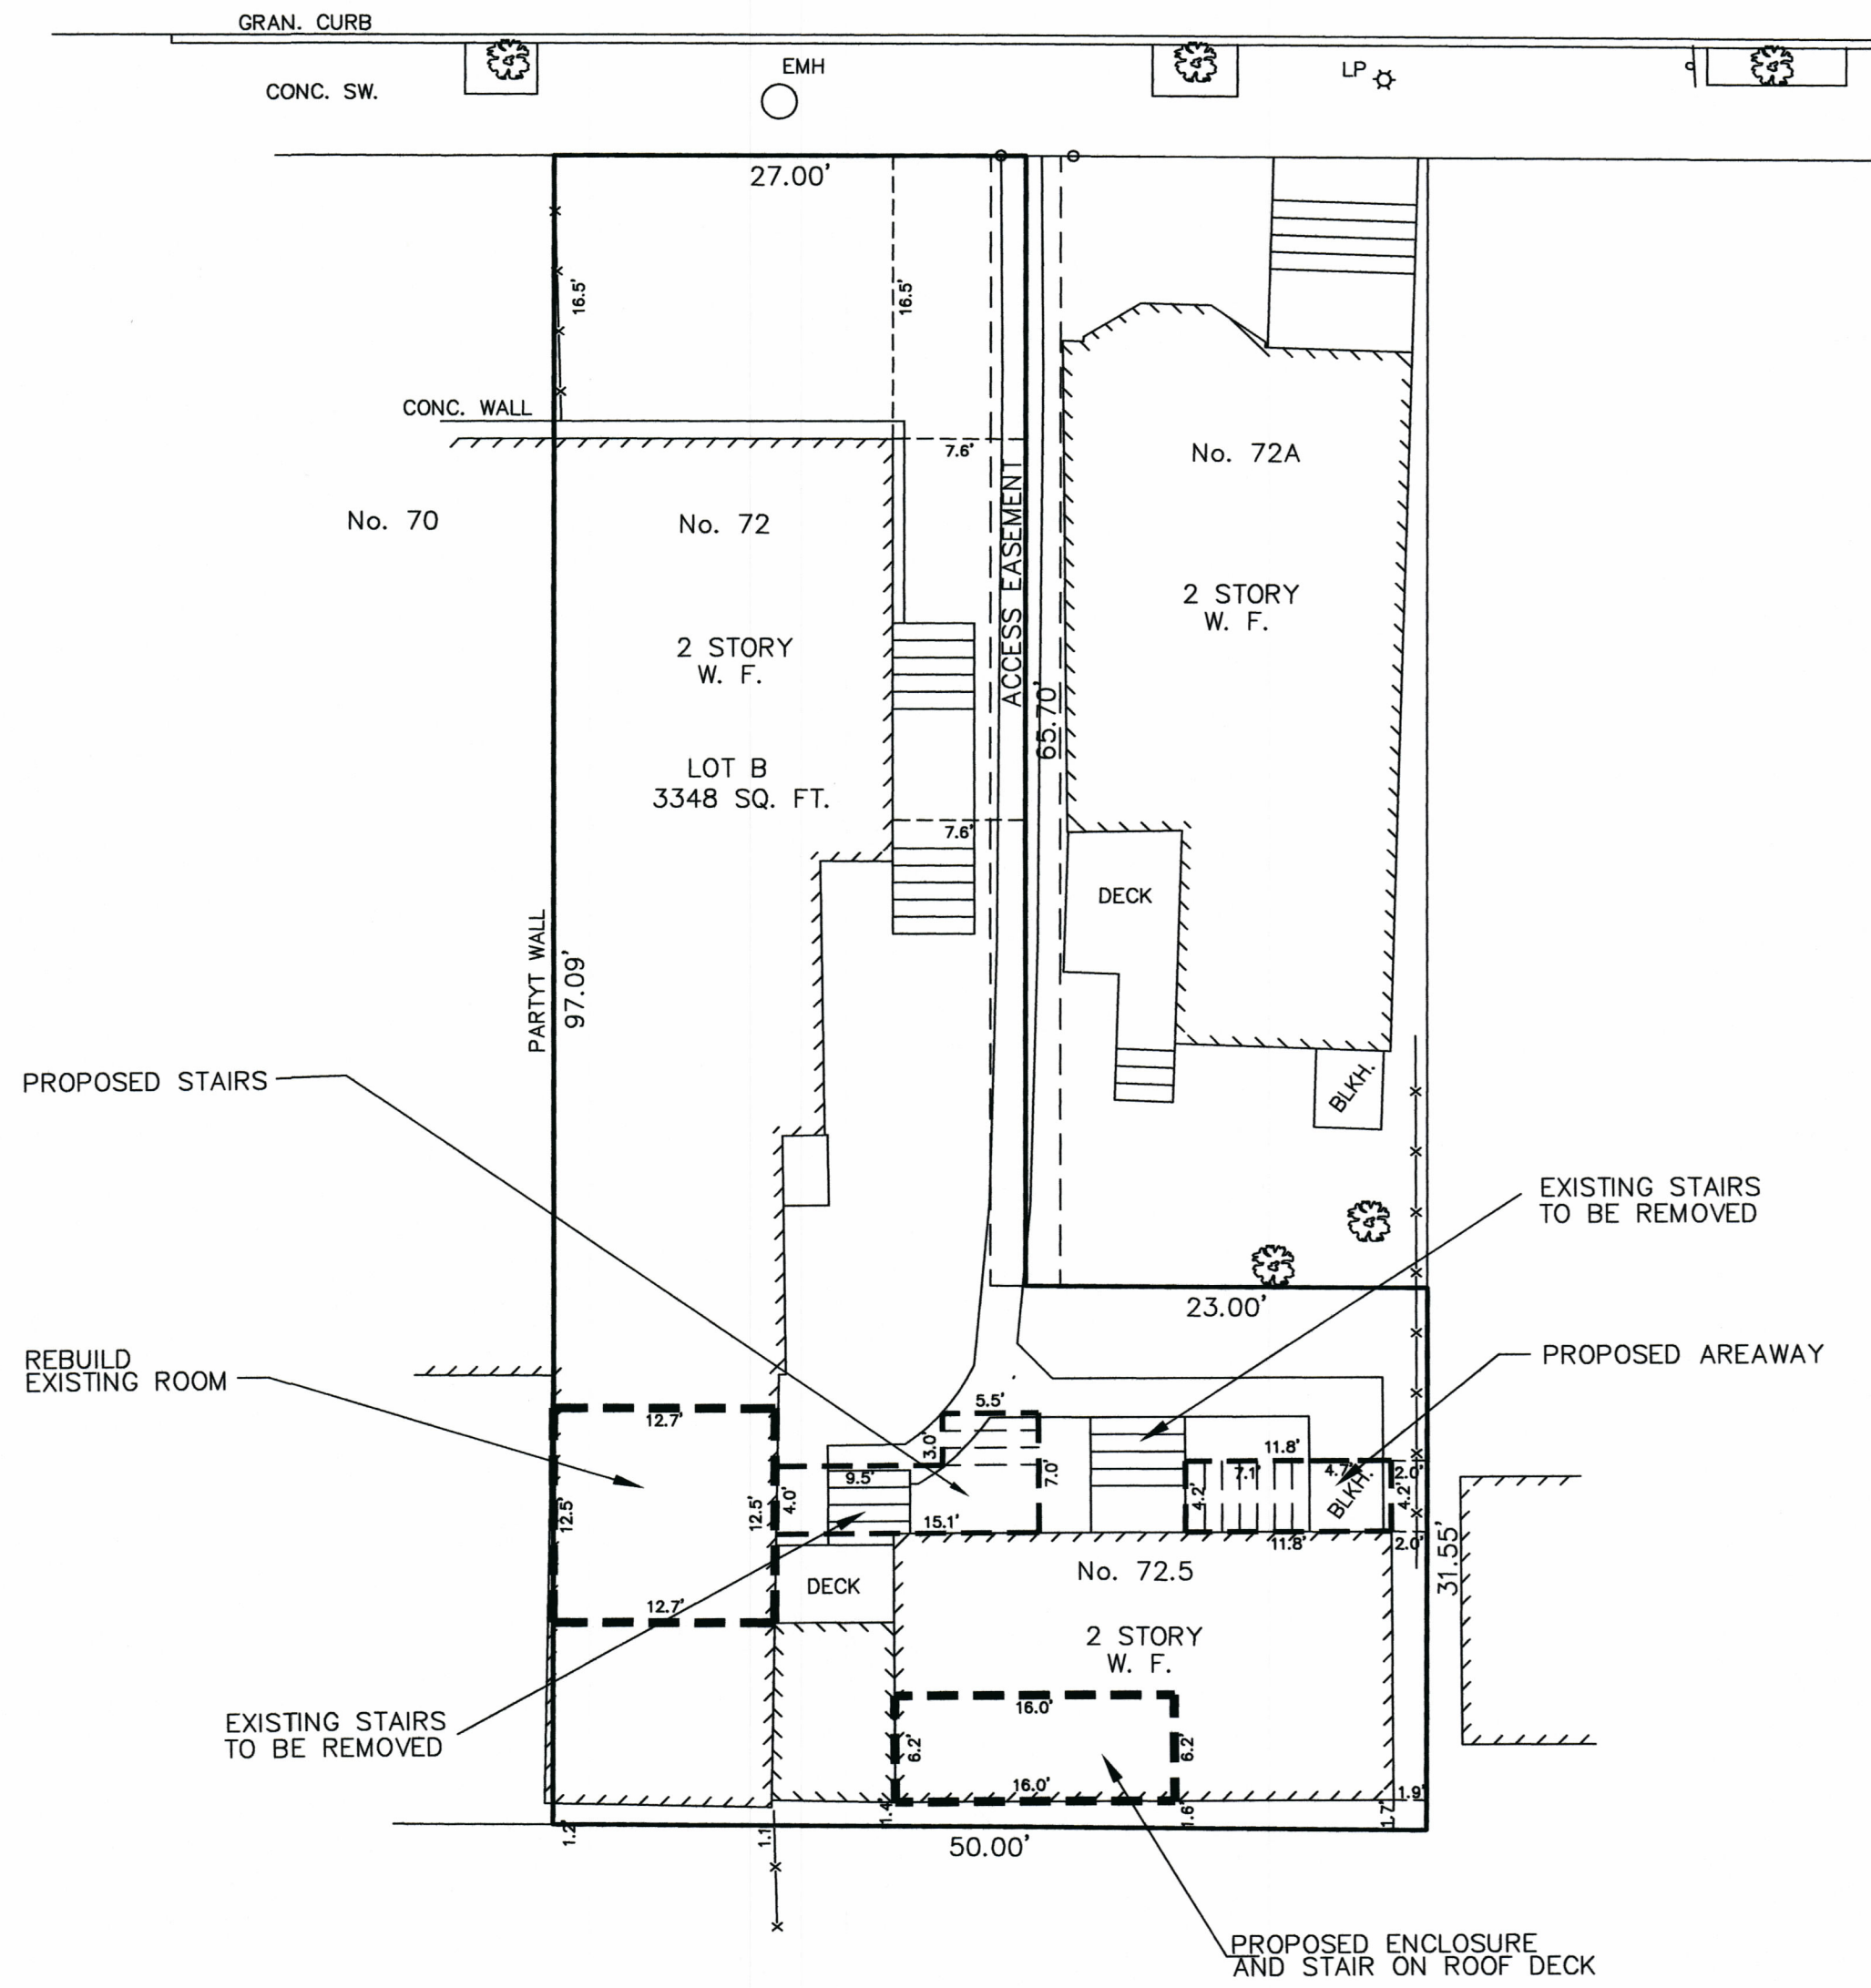 GRAN. CURB
CONC. SW.
EMH
LP
27.00'
16.5'
16.5'
CONC. WALL
7.6'
No. 70
No. 72
No. 72A
ACCESS EASEMENT
65.70'
2 STORY
W. F.
2 STORY
W. F.
LOT B
3348 SQ. FT.
7.6'
DECK
PARTYT WALL
97.09'
PROPOSED STAIRS
BLKH.
EXISTING STAIRS
TO BE REMOVED
23.00'
REBUILD
EXISTING ROOM
PROPOSED AREAWAY
12.7'
5.5'
3.0'
9.5'
7.0'
11.8'
7.1'
4.7'
2.0'
4.2'
BLKH.
4.2'
12.5'
12.5'
4.0'
15.1'
11.8'
2.0'
31.55'
DECK
No. 72.5
12.7'
2 STORY
W. F.
EXISTING STAIRS
TO BE REMOVED
16.0'
6.2'
6.2'
16.0'
1.9'
1.2'
1.1'
1.4'
1.6'
1.7'
50.00'
PROPOSED ENCLOSURE
AND STAIR ON ROOF DECK